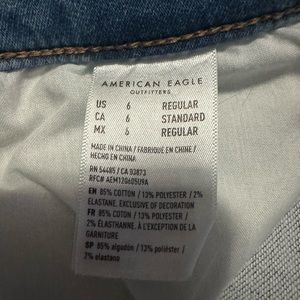 AMERICAN EAGLE
OUTFITTERS
US 6 REGULAR
CA 6 STANDARD
MX 6 REGULAR
MADE IN CHINA / FABRIQUÉ EN CHINE /
HECHO EN CHINA
RN 54485 / CA 93873
RFC# AEM120605U9A
EN 85% COTTON / 13% POLYESTER / 2%
ELASTANE, EXCLUSIVE OF DECORATION
FR 85% COTON / 13% POLYESTER /
2% ÉLASTHANNE, À L'EXCEPTION DE LA
GARNITURE
SP 85% algodón / 13% poliéster /
2% elastano